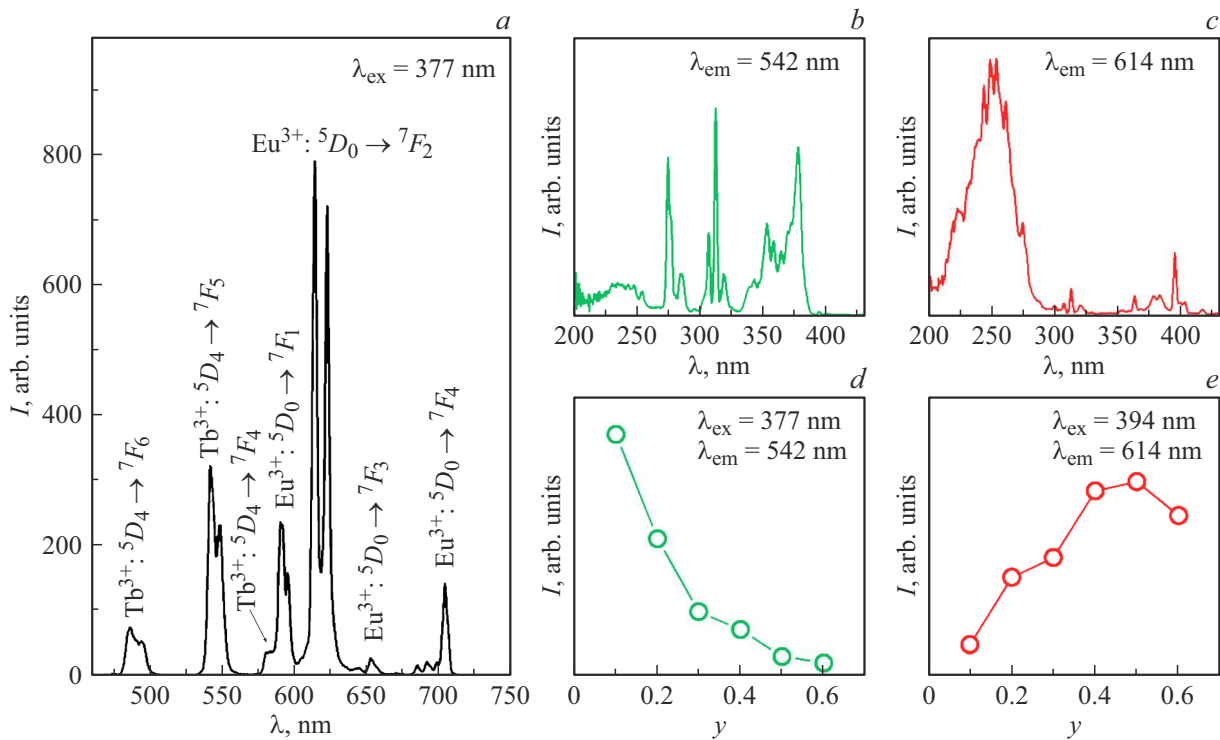 a
λex = 377 nm
Eu³⁺: ⁵D₀ → ⁷F₂
Tb³⁺: ⁵D₄ → ⁷F₆
Tb³⁺: ⁵D₄ → ⁷F₅
Tb³⁺: ⁵D₄ → ⁷F₄
Eu³⁺: ⁵D₀ → ⁷F₁
Eu³⁺: ⁵D₀ → ⁷F₃
Eu³⁺: ⁵D₀ → ⁷F₄
I, arb. units
800
600
400
200
0
500 550 600 650 700 750
λ, nm
b
λem = 542 nm
I, arb. units
200 250 300 350 400
λ, nm
c
λem = 614 nm
I, arb. units
200 250 300 350 400
λ, nm
d
λex = 377 nm
λem = 542 nm
I, arb. units
0 0.2 0.4 0.6
y
e
λex = 394 nm
λem = 614 nm
I, arb. units
0 0.2 0.4 0.6
y